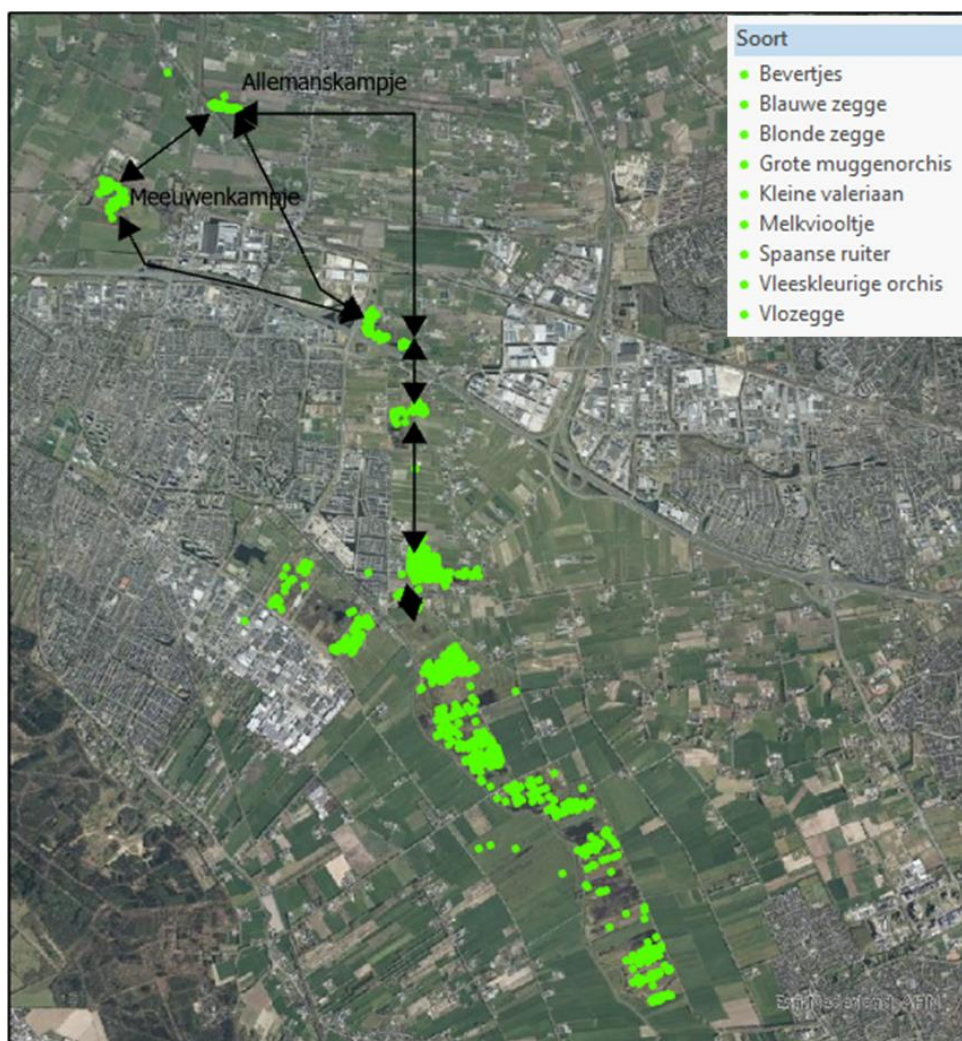 Soort
Bevertjes
Blauwe zegge
Blonde zegge
Grote muggenorchis
Kleine valeriaan
Melkviooltje
Spaanse ruiter
Vleeskleurige orchis
Vlozegge
Allemanskampje
Meeuwenkampje